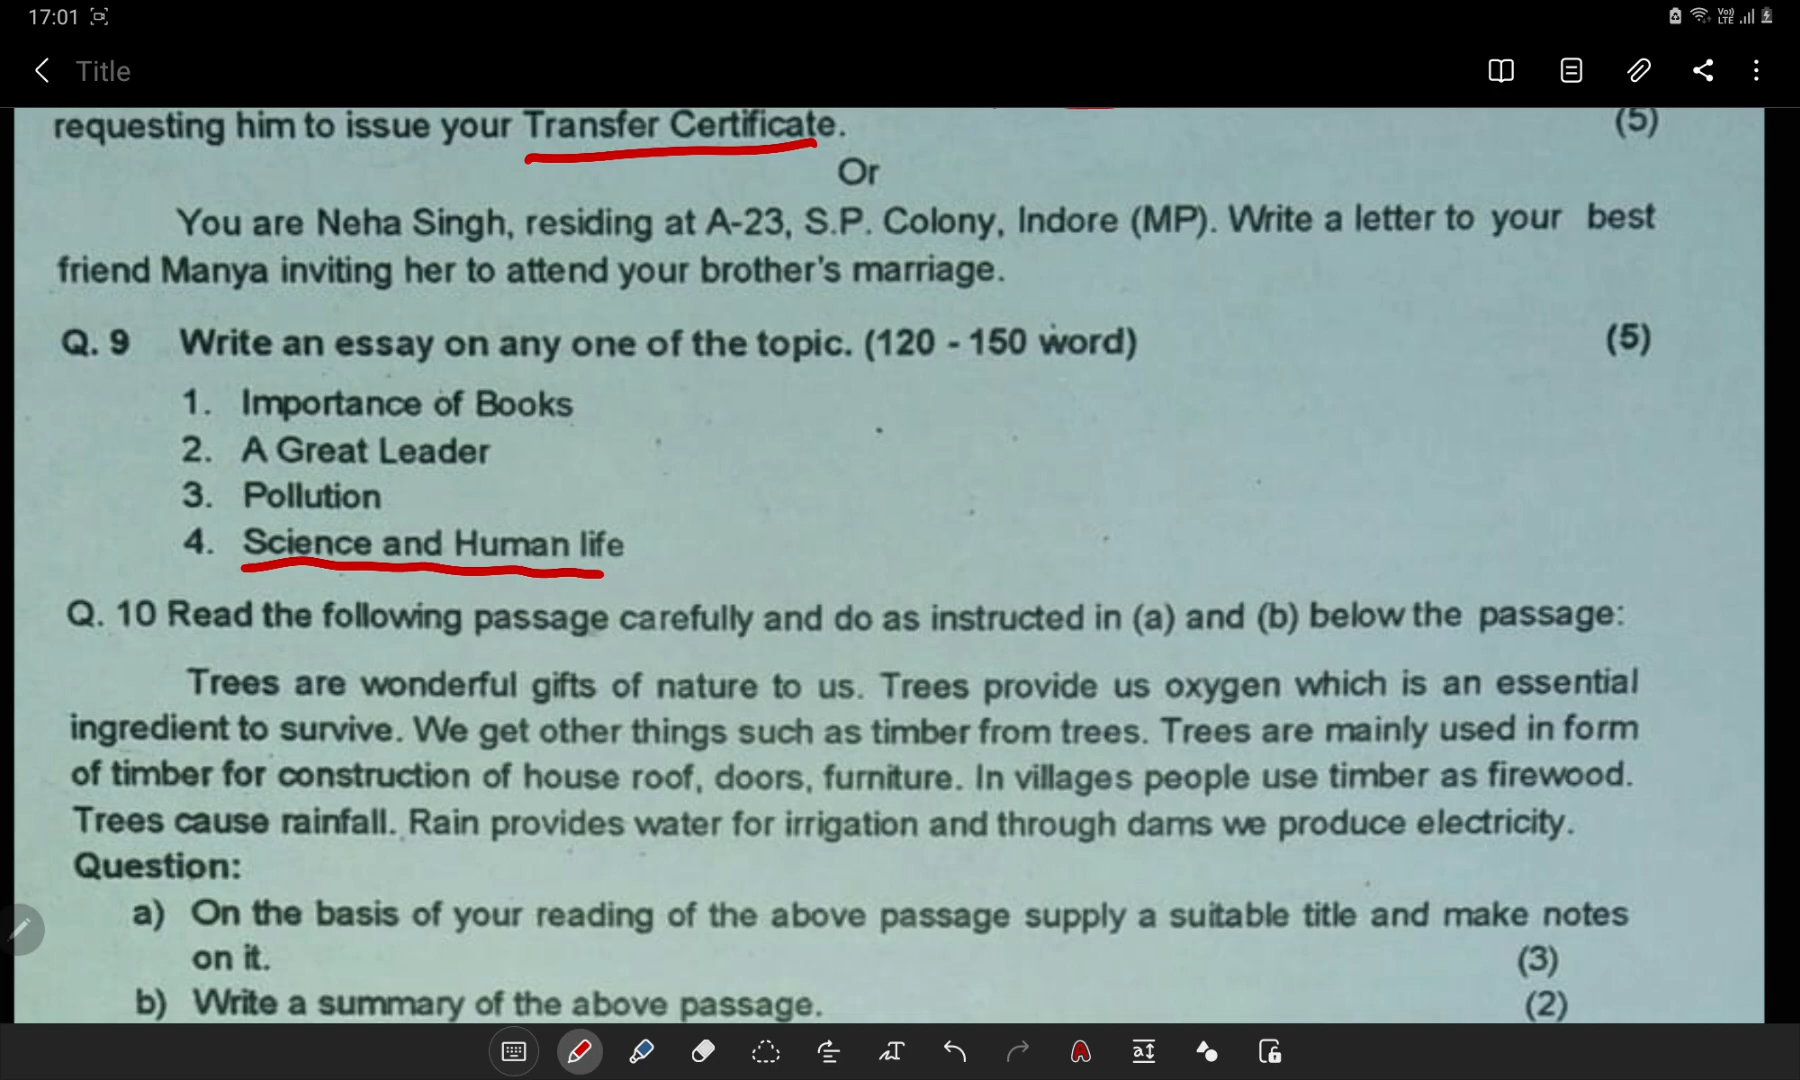 17:01
Vo)) LTE
Title
requesting him to issue your Transfer Certificate. (5)
Or
You are Neha Singh, residing at A-23, S.P. Colony, Indore (MP). Write a letter to your best
friend Manya inviting her to attend your brother's marriage.
Q. 9 Write an essay on any one of the topic. (120 - 150 word) (5)
1. Importance of Books
2. A Great Leader
3. Pollution
4. Science and Human life
Q. 10 Read the following passage carefully and do as instructed in (a) and (b) below the passage:
Trees are wonderful gifts of nature to us. Trees provide us oxygen which is an essential
ingredient to survive. We get other things such as timber from trees. Trees are mainly used in form
of timber for construction of house roof, doors, furniture. In villages people use timber as firewood.
Trees cause rainfall. Rain provides water for irrigation and through dams we produce electricity.
Question:
a) On the basis of your reading of the above passage supply a suitable title and make notes
on it. (3)
b) Write a summary of the above passage. (2)